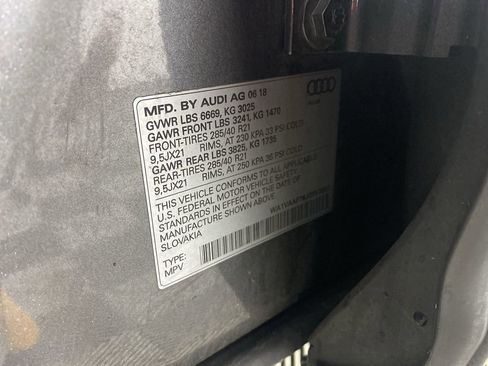 MFD. BY AUDI AG 06 18
GVWR LBS 6669, KG 3025
GAWR FRONT LBS 3241, KG 1470
FRONT-TIRES 285/40 R21
9,5JX21 RIMS, AT 230 KPA 33 PSI COLD
GAWR REAR LBS 3825, KG 1735
REAR-TIRES 285/40 R21
9,5JX21 RIMS, AT 250 KPA 36 PSI COLD
THIS VEHICLE CONFORMS TO ALL APPLICABLE
U.S. FEDERAL MOTOR VEHICLE SAFETY
STANDARDS IN EFFECT ON THE DATE OF
MANUFACTURE SHOWN ABOVE.
SLOVAKIA
TYPE:
MPV